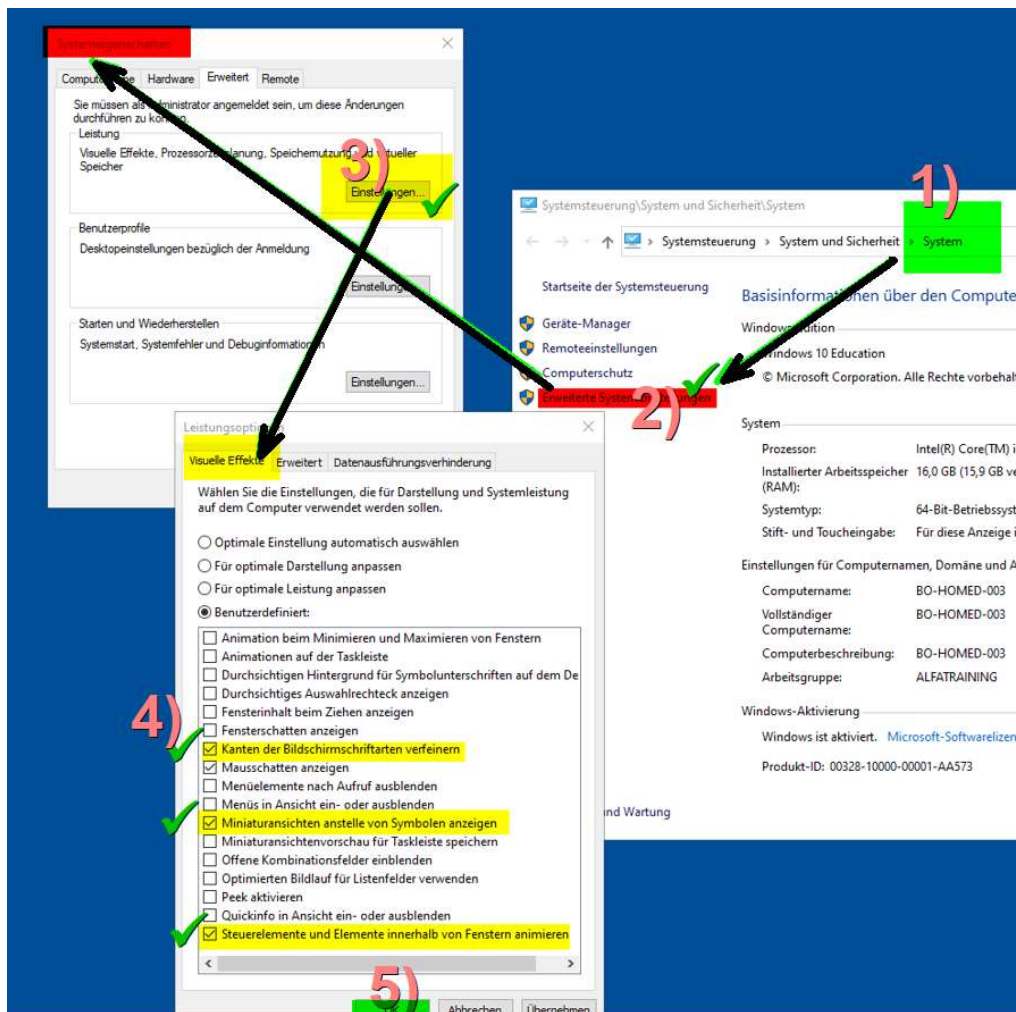 Systemeigenschaften
Hardware
Erweitert
Remote
Sie müssen als Administrator angemeldet sein, um diese Änderungen
durchführen zu können.
Leistung
Visuelle Effekte, Prozessorzeitplanung, Speichernutzung und virtueller
Speicher
3)
Einstellungen...
Benutzerprofile
Desktopeinstellungen bezüglich der Anmeldung
Einstellungen...
Starten und Wiederherstellen
Systemstart, Systemfehler und Debuginformationen
Einstellungen...
1)
Systemsteuerung\System und Sicherheit\System
Systemsteuerung > System und Sicherheit > System
Startseite der Systemsteuerung
Geräte-Manager
Remoteeinstellungen
Computerschutz
Erweiterte Systemeinstellungen
2)
Basisinformationen über den Compute
Windows-Edition
Windows 10 Education
© Microsoft Corporation. Alle Rechte vorbehalt
System
Prozessor: Intel(R) Core(TM) i
Installierter Arbeitsspeicher 16,0 GB (15,9 GB ve
(RAM):
Systemtyp: 64-Bit-Betriebssyst
Stift- und Toucheingabe: Für diese Anzeige i
Einstellungen für Computernamen, Domäne und A
Computername: BO-HOMED-003
Vollständiger BO-HOMED-003
Computername:
Computerbeschreibung: BO-HOMED-003
Arbeitsgruppe: ALFATRAINING
Windows-Aktivierung
Windows ist aktiviert. Microsoft-Softwarelizen
Produkt-ID: 00328-10000-00001-AA573
und Wartung
Leistungsoptionen
Visuelle Effekte
Erweitert
Datenausführungsverhinderung
Wählen Sie die Einstellungen, die für Darstellung und Systemleistung
auf dem Computer verwendet werden sollen.
Optimale Einstellung automatisch auswählen
Für optimale Darstellung anpassen
Für optimale Leistung anpassen
Benutzerdefiniert:
Animation beim Minimieren und Maximieren von Fenstern
Animationen auf der Taskleiste
Durchsichtigen Hintergrund für Symbolunterschriften auf dem De
Durchsichtiges Auswahlrechteck anzeigen
Fensterinhalt beim Ziehen anzeigen
4)
Fensterschatten anzeigen
Kanten der Bildschirmschriftarten verfeinern
Mausschatten anzeigen
Menüelemente nach Aufruf ausblenden
Menüs in Ansicht ein- oder ausblenden
Miniaturansichten anstelle von Symbolen anzeigen
Miniaturansichtenvorschau für Taskleiste speichern
Offene Kombinationsfelder einblenden
Optimierten Bildlauf für Listenfelder verwenden
Peek aktivieren
Quickinfo in Ansicht ein- oder ausblenden
Steuerelemente und Elemente innerhalb von Fenstern animieren
5)
OK
Abbrechen
Übernehmen